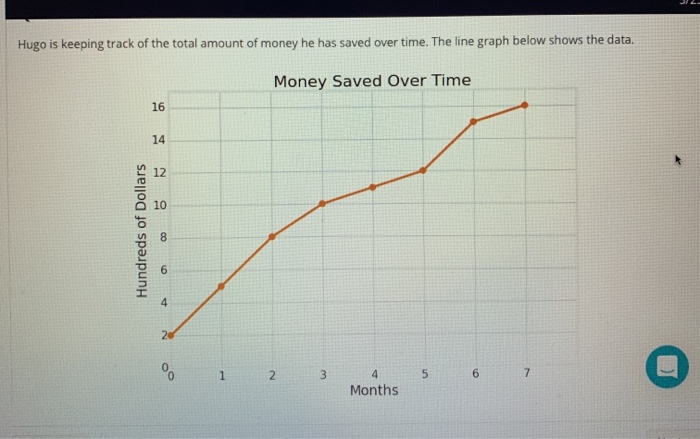 Hugo is keeping track of the total amount of money he has saved over time. The line graph below shows the data.
Money Saved Over Time
Hundreds of Dollars
16
14
12
10
8
6
4
2
0
0 1 2 3 4 5 6 7
Months